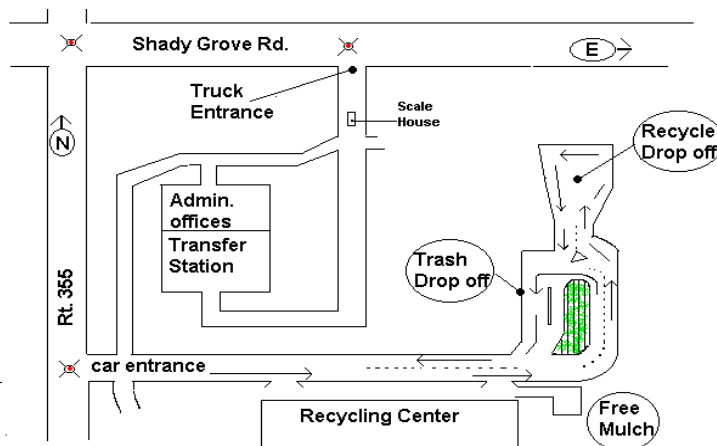 Shady Grove Rd.
E
Truck
Entrance
Scale
House
N
Recycle
Drop off
Admin.
offices
Transfer
Station
Trash
Drop off
Rt. 355
car entrance
Recycling Center
Free
Mulch